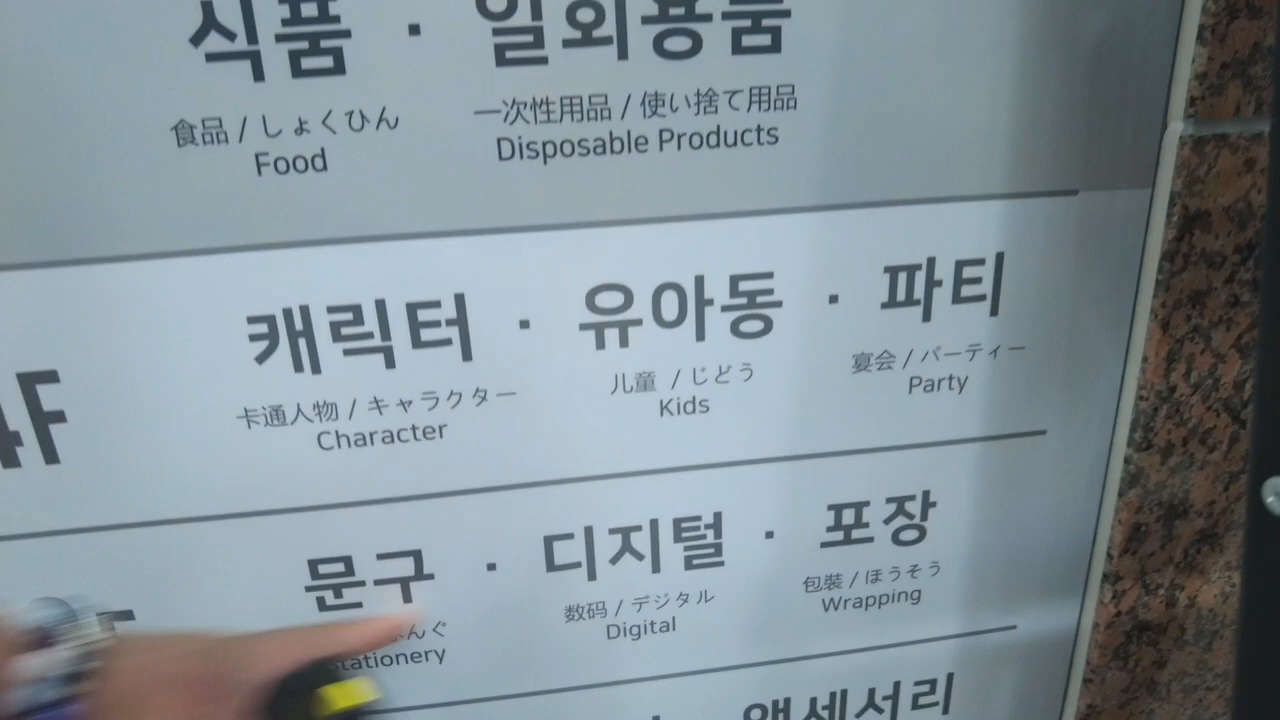 식품 · 일회용품
食品 / しょくひん
一次性用品 / 使い捨て用品
Food
Disposable Products
4F
캐릭터 · 유아동 · 파티
卡通人物 / キャラクター
儿童 / じどう
宴会 / パーティー
Character
Kids
Party
문구 · 디지털 · 포장
んぐ
数码 / デジタル
包裝 / ほうそう
tationery
Digital
Wrapping
· 액세서리